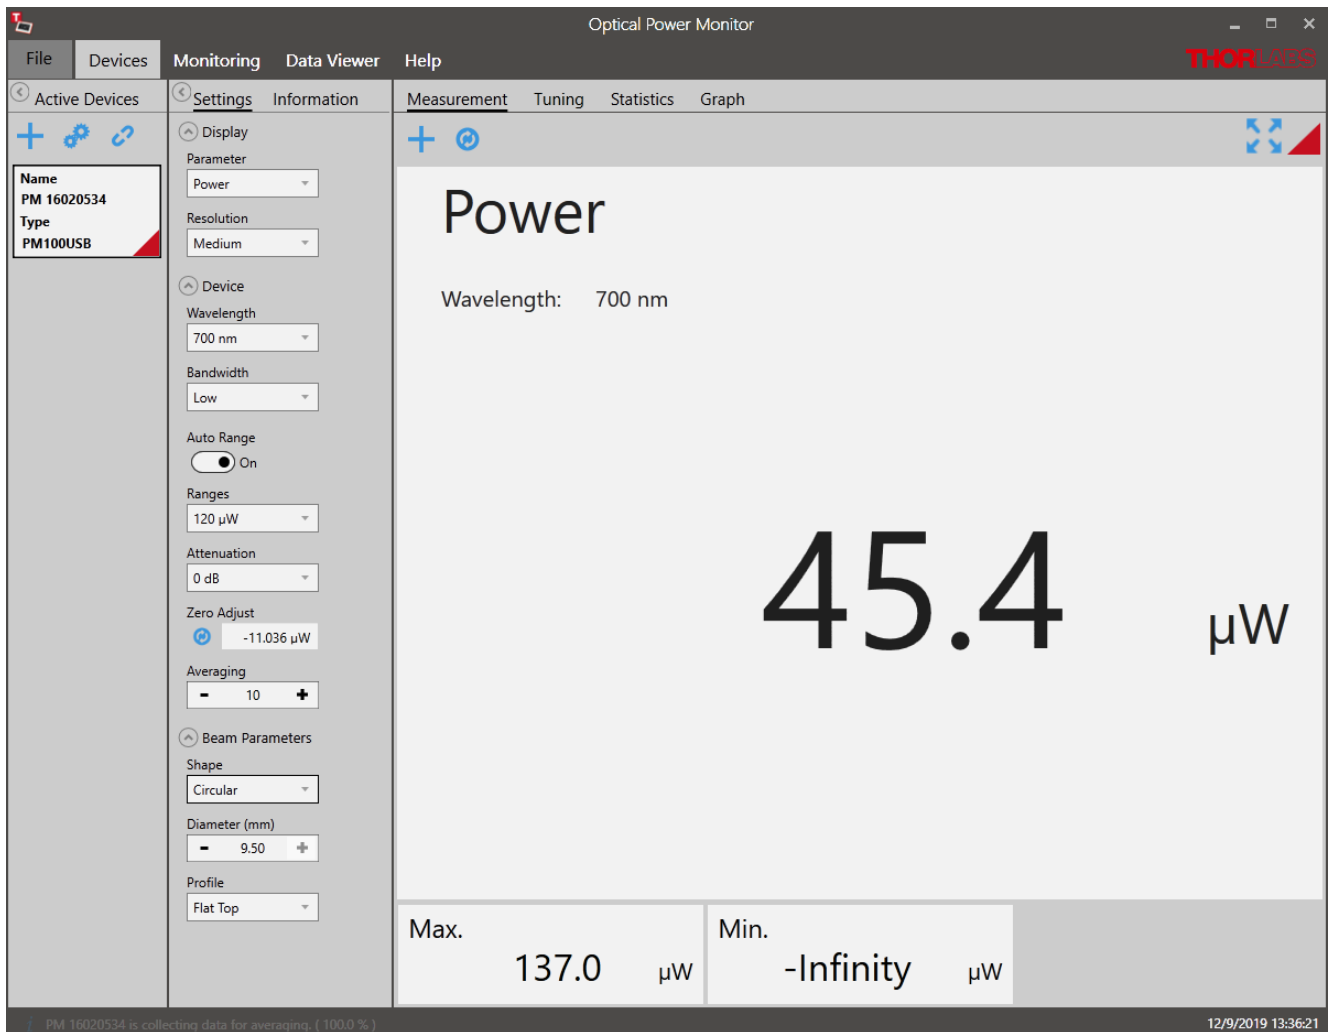 Optical Power Monitor
File Devices Monitoring Data Viewer Help
THORLABS
Active Devices
Name
PM 16020534
Type
PM100USB
Settings Information
Display
Parameter
Power
Resolution
Medium
Device
Wavelength
700 nm
Bandwidth
Low
Auto Range
On
Ranges
120 µW
Attenuation
0 dB
Zero Adjust
-11.036 µW
Averaging
- 10 +
Beam Parameters
Shape
Circular
Diameter (mm)
- 9.50 +
Profile
Flat Top
Measurement Tuning Statistics Graph
Power
Wavelength: 700 nm
45.4 µW
Max.
137.0 µW
Min.
-Infinity µW
PM 16020534 is collecting data for averaging. ( 100.0 % )
12/9/2019 13:36:21